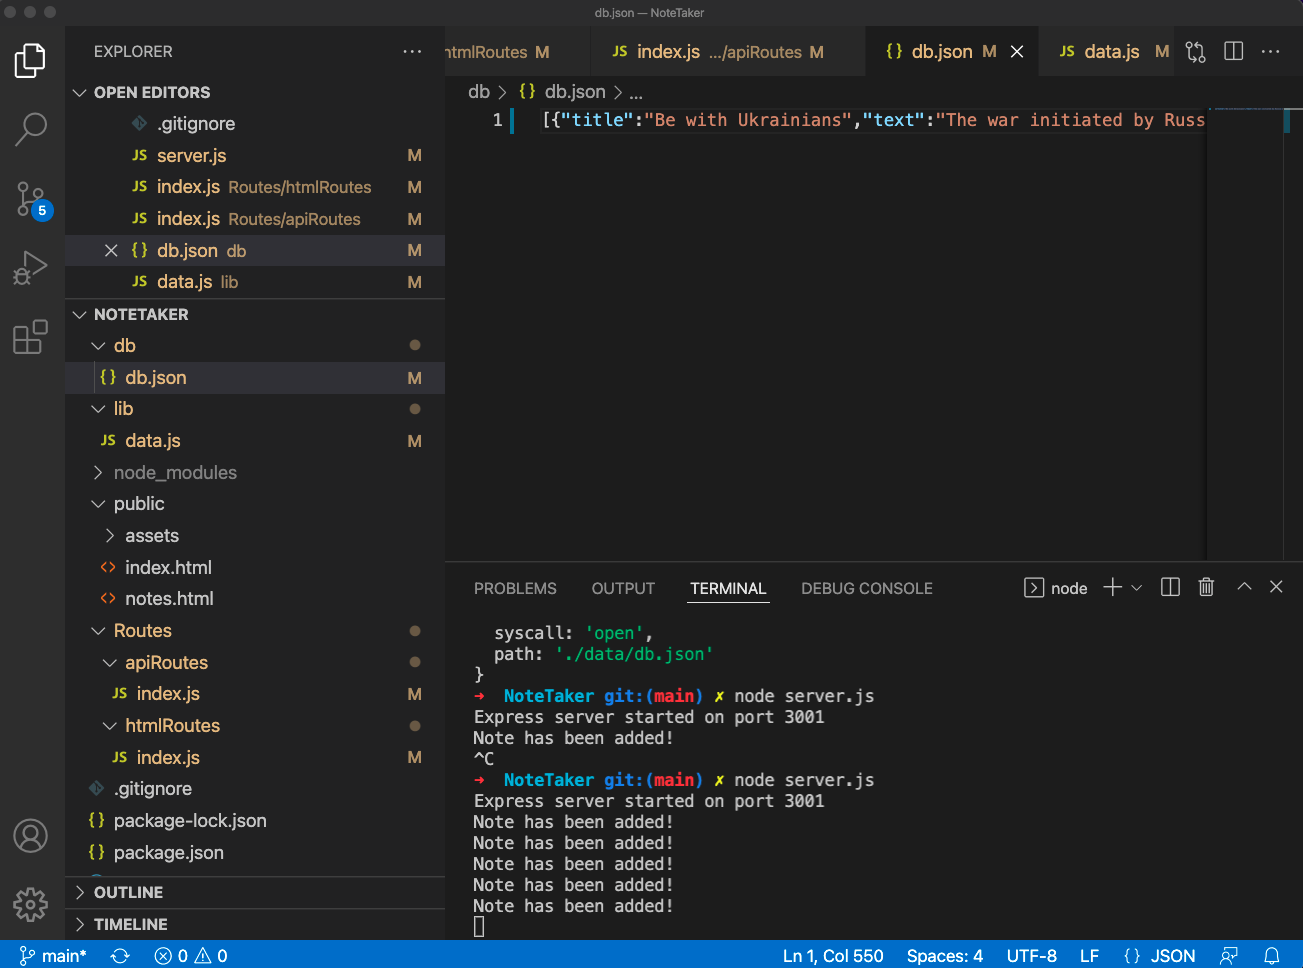 db.json — NoteTaker
EXPLORER
OPEN EDITORS
.gitignore
JS server.js M
JS index.js Routes/htmlRoutes M
JS index.js Routes/apiRoutes M
{} db.json db M
JS data.js lib M
NOTETAKER
db
{} db.json M
lib
JS data.js M
node_modules
public
assets
<> index.html
<> notes.html
Routes
apiRoutes
JS index.js M
htmlRoutes
JS index.js M
.gitignore
{} package-lock.json
{} package.json
OUTLINE
TIMELINE
5
htmlRoutes M
JS index.js .../apiRoutes M
{} db.json M
JS data.js M
db > {} db.json > ...
1 [{"title":"Be with Ukrainians","text":"The war initiated by Russ
PROBLEMS OUTPUT TERMINAL DEBUG CONSOLE
node
syscall: 'open',
path: './data/db.json'
}
➜ NoteTaker git:(main) ✗ node server.js
Express server started on port 3001
Note has been added!
^C
➜ NoteTaker git:(main) ✗ node server.js
Express server started on port 3001
Note has been added!
Note has been added!
Note has been added!
Note has been added!
Note has been added!
main* 0 0 Ln 1, Col 550 Spaces: 4 UTF-8 LF {} JSON